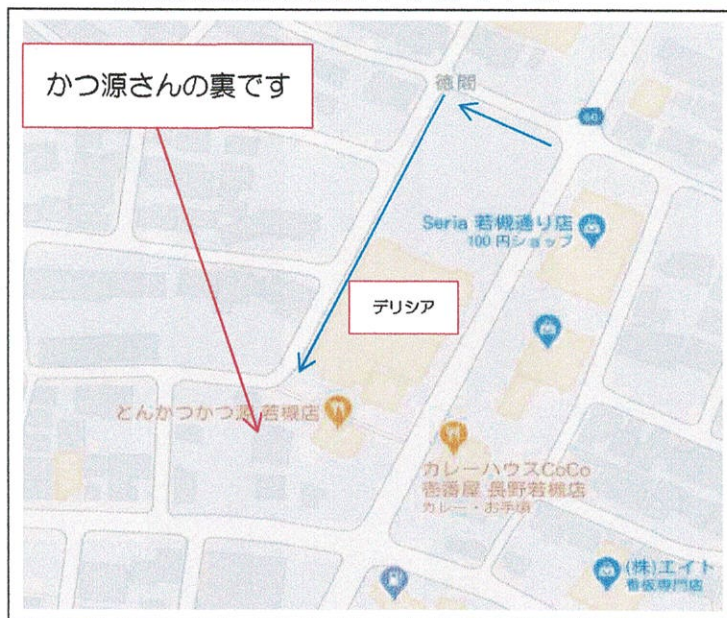 かつ源さんの裏です
徳間
60
Seria 若槻通り店
100円ショップ
デリシア
とんかつかつ源 若槻店
カレーハウスCoCo
壱番屋 長野若槻店
カレー・お手頃
(株)エイト
看板専門店